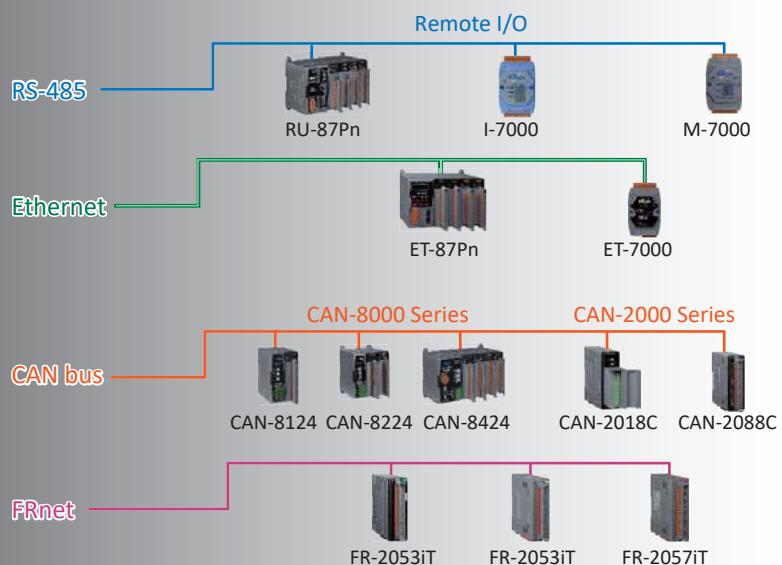 Remote I/O
RS-485
RU-87Pn I-7000 M-7000
Ethernet
ET-87Pn ET-7000
CAN-8000 Series CAN-2000 Series
CAN bus
CAN-8124 CAN-8224 CAN-8424 CAN-2018C CAN-2088C
FRnet
FR-2053iT FR-2053iT FR-2057iT